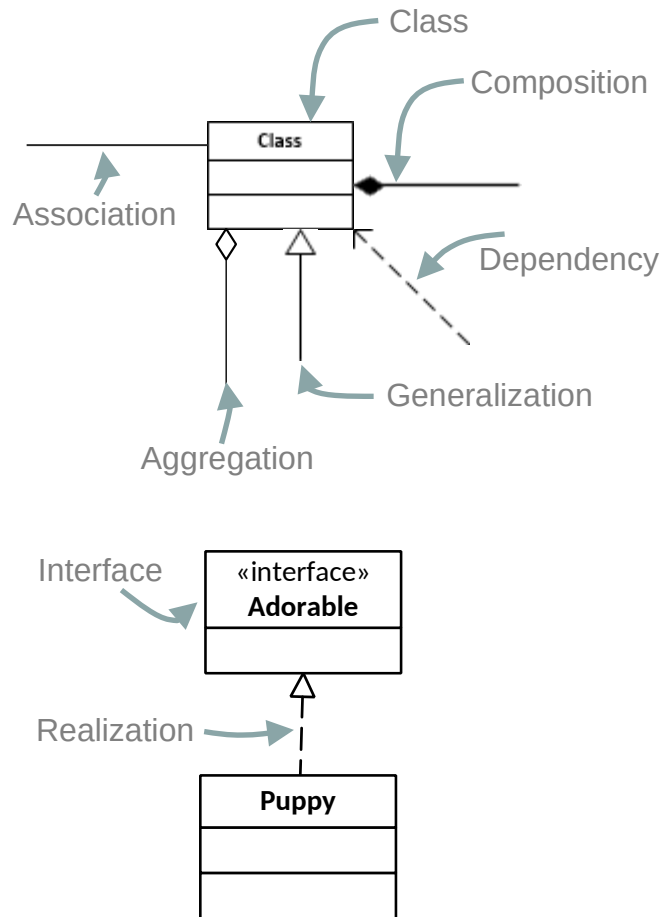 Class
Composition
Class
Association
Dependency
Generalization
Aggregation
Interface
«interface»
Adorable
Realization
Puppy